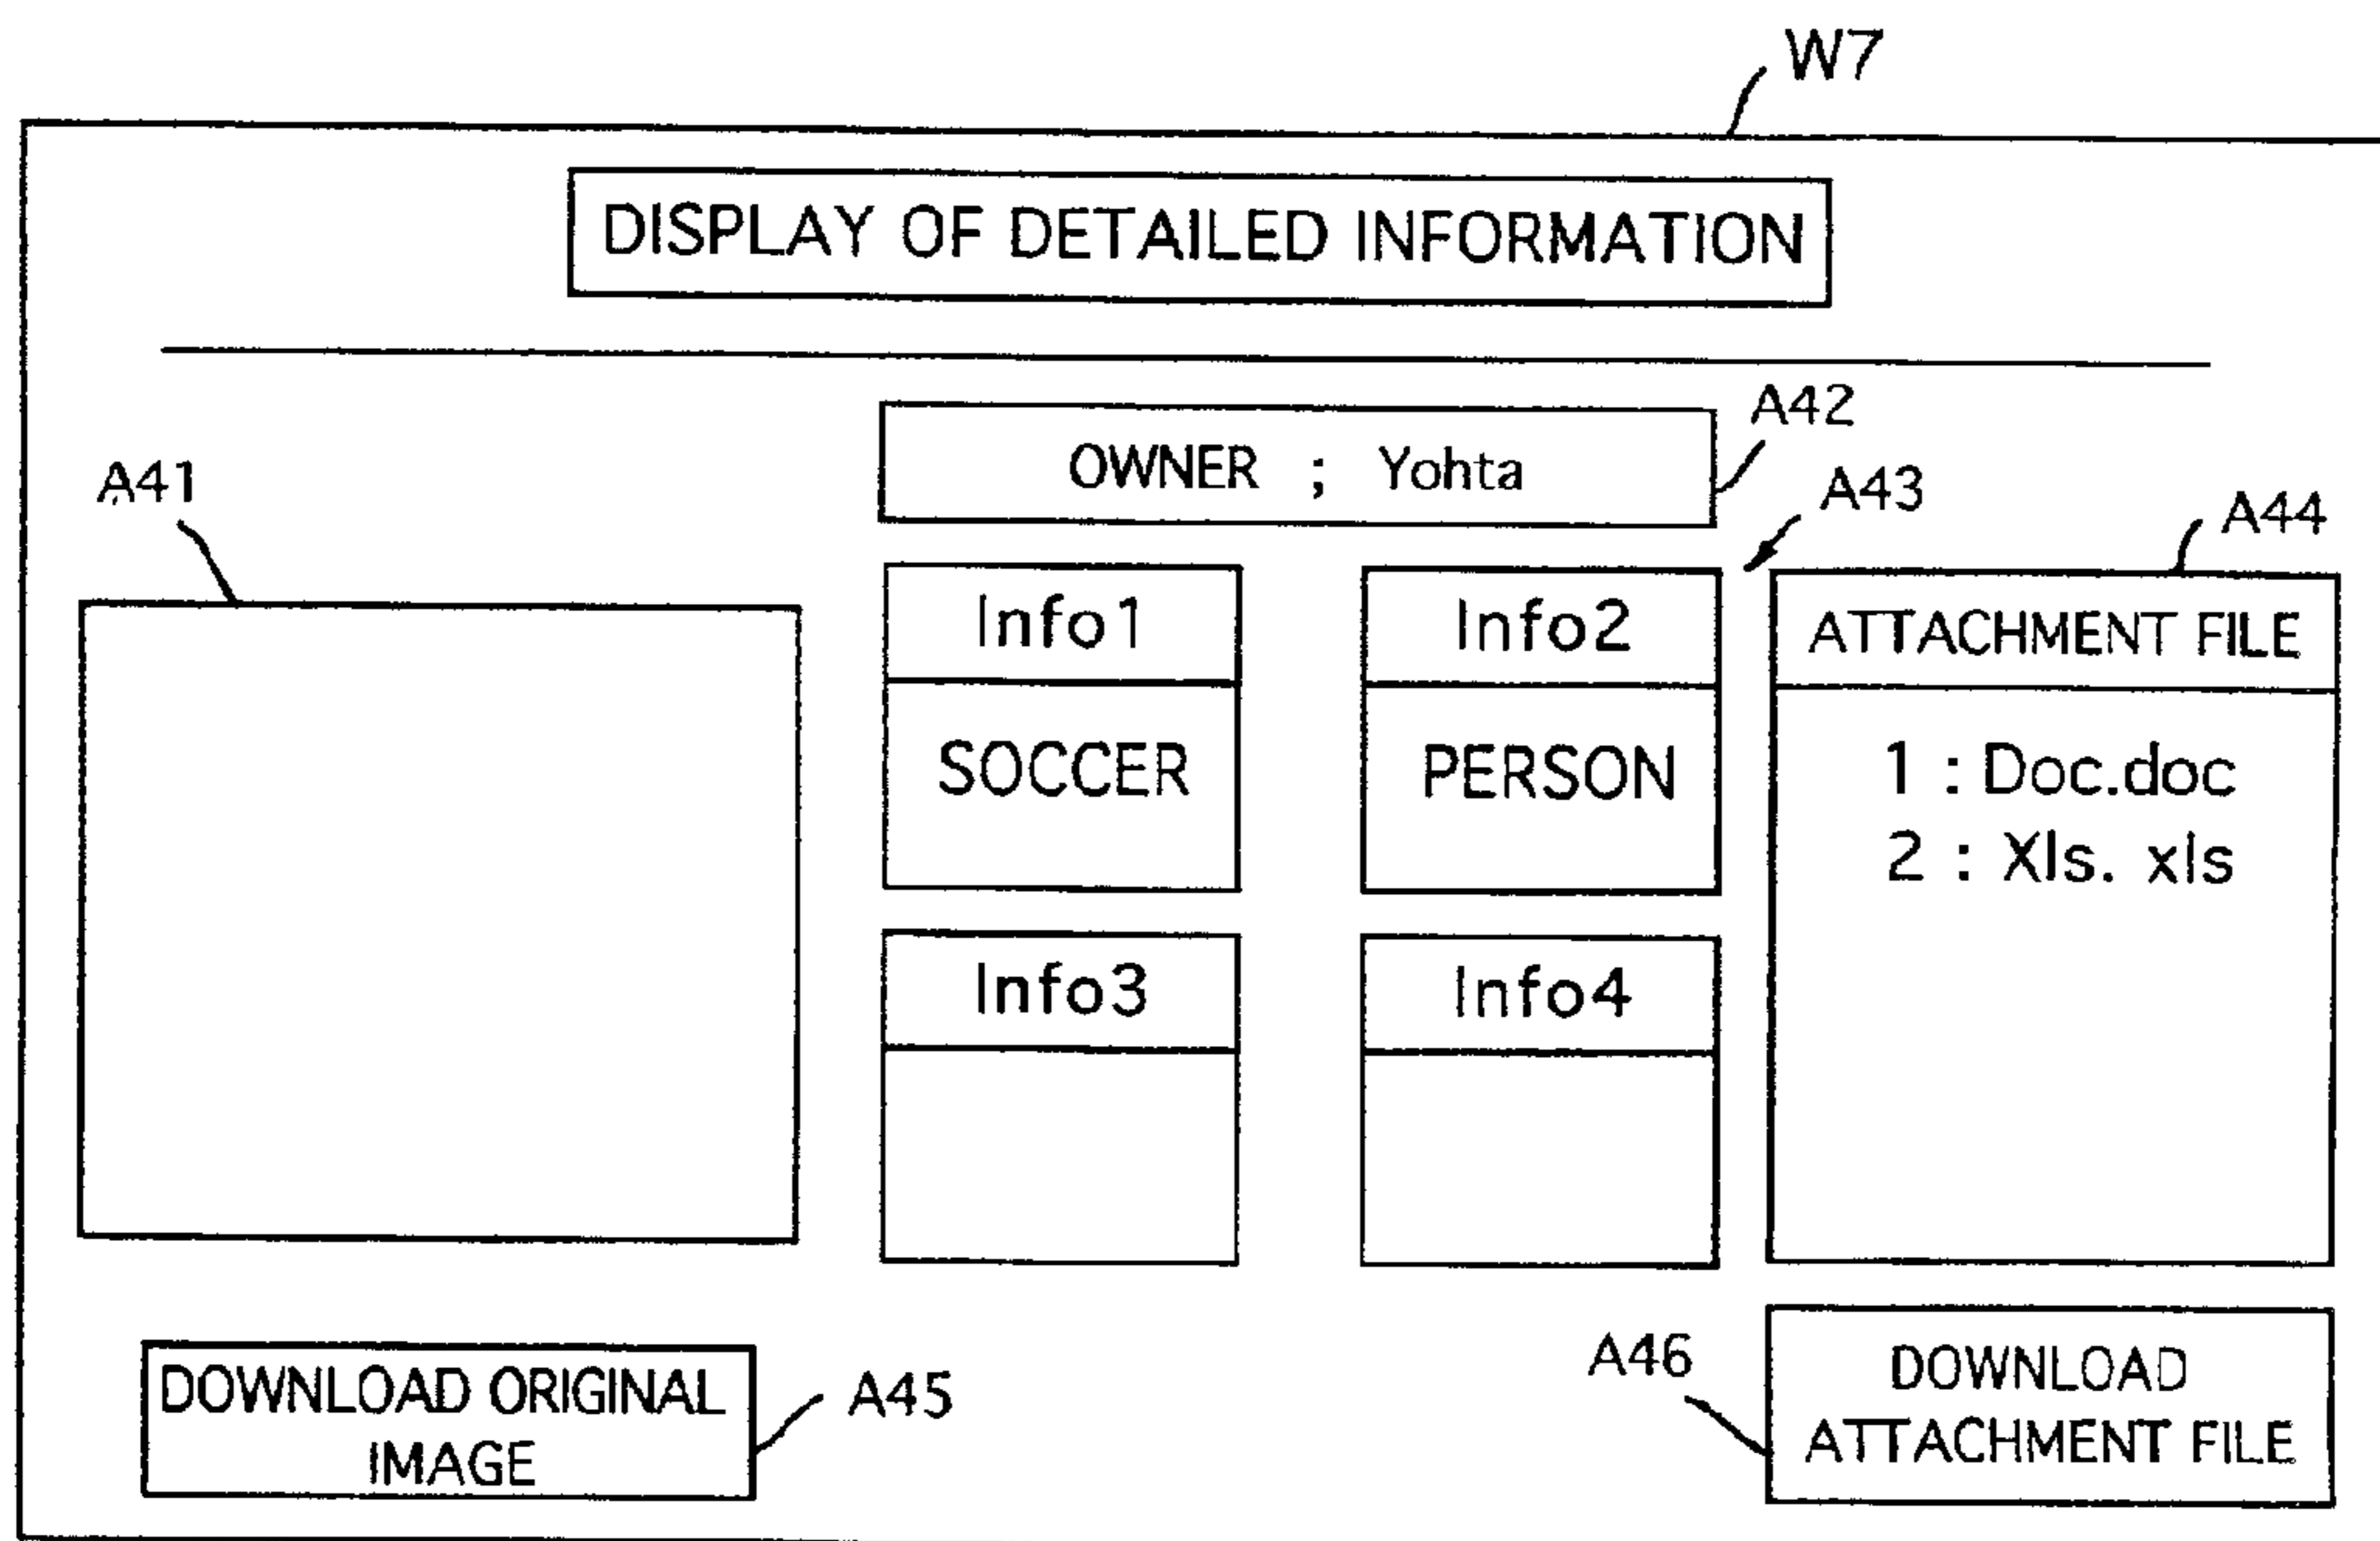 W7
DISPLAY OF DETAILED INFORMATION
A42
OWNER ; Yohta
A41
A43
A44
Info1
Info2
ATTACHMENT FILE
SOCCER
PERSON
1 : Doc.doc
2 : Xls. xls
Info3
Info4
DOWNLOAD ORIGINAL
IMAGE
A45
A46
DOWNLOAD
ATTACHMENT FILE